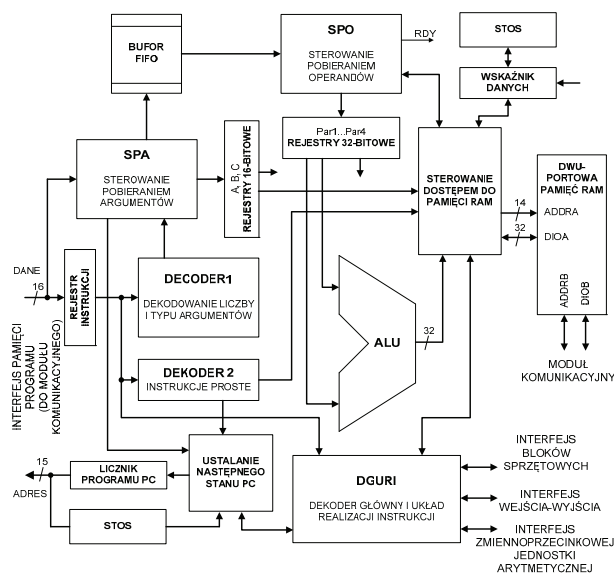 BUFOR
FIFO
SPO
STEROWANIE
POBIERANIEM
OPERANDÓW
RDY
STOS
WSKAŹNIK
DANYCH
SPA
STEROWANIE
POBIERANIEM
ARGUMENTÓW
A, B, C
REJESTRY 16-BITOWE
Par1...Par4
REJESTRY 32-BITOWE
STEROWANIE
DOSTĘPEM DO
PAMIĘCI RAM
DWU-
PORTOWA
PAMIĘĆ RAM
14
ADDRA
32
DIOA
ADDRB
DIOB
MODUŁ
KOMUNIKACYJNY
DANE
16
REJESTR
INSTRUKCJI
DECODER1
DEKODOWANIE LICZBY
I TYPU ARGUMENTÓW
ALU
32
INTERFEJS PAMIĘCI
PROGRAMU
(DO MODUŁU
KOMUNIKACYJNEGO)
DEKODER 2
INSTRUKCJE PROSTE
15
ADRES
LICZNIK
PROGRAMU PC
USTALANIE
NASTĘPNEGO
STANU PC
STOS
DGURI
DEKODER GŁÓWNY I UKŁAD
REALIZACJI INSTRUKCJI
INTERFEJS
BLOKÓW
SPRZĘTOWYCH
INTERFEJS
WEJŚCIA-WYJŚCIA
INTERFEJS
ZMIENNOPRZECINKOWEJ
JEDNOSTKI
ARYTMETYCZNEJ